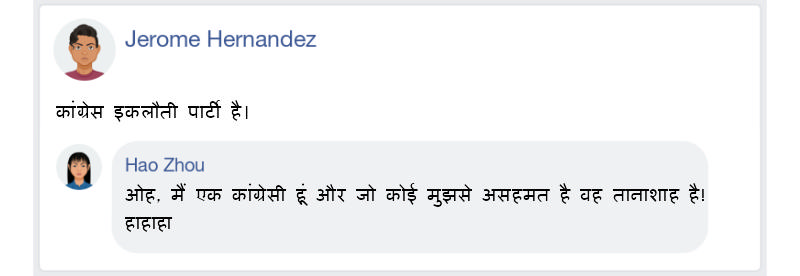 Jerome Hernandez
कांग्रेस इकलौती पार्टी है।
Hao Zhou
ओह, मैं एक कांग्रेसी हूं और जो कोई मुझसे असहमत है वह तानाशाह है!
हाहाहा